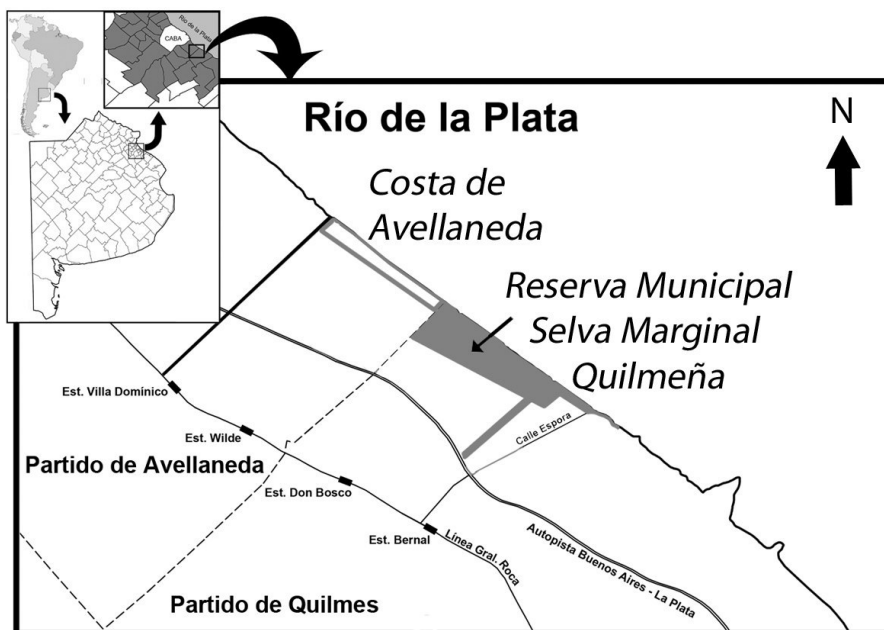 Río de la Plata
CABA
Río de la Plata
N
Costa de
Avellaneda
Reserva Municipal
Selva Marginal
Quilmeña
Est. Villa Domínico
Est. Wilde
Calle Espora
Partido de Avellaneda
Est. Don Bosco
Est. Bernal
Línea Gral. Roca
Autopista Buenos Aires - La Plata
Partido de Quilmes